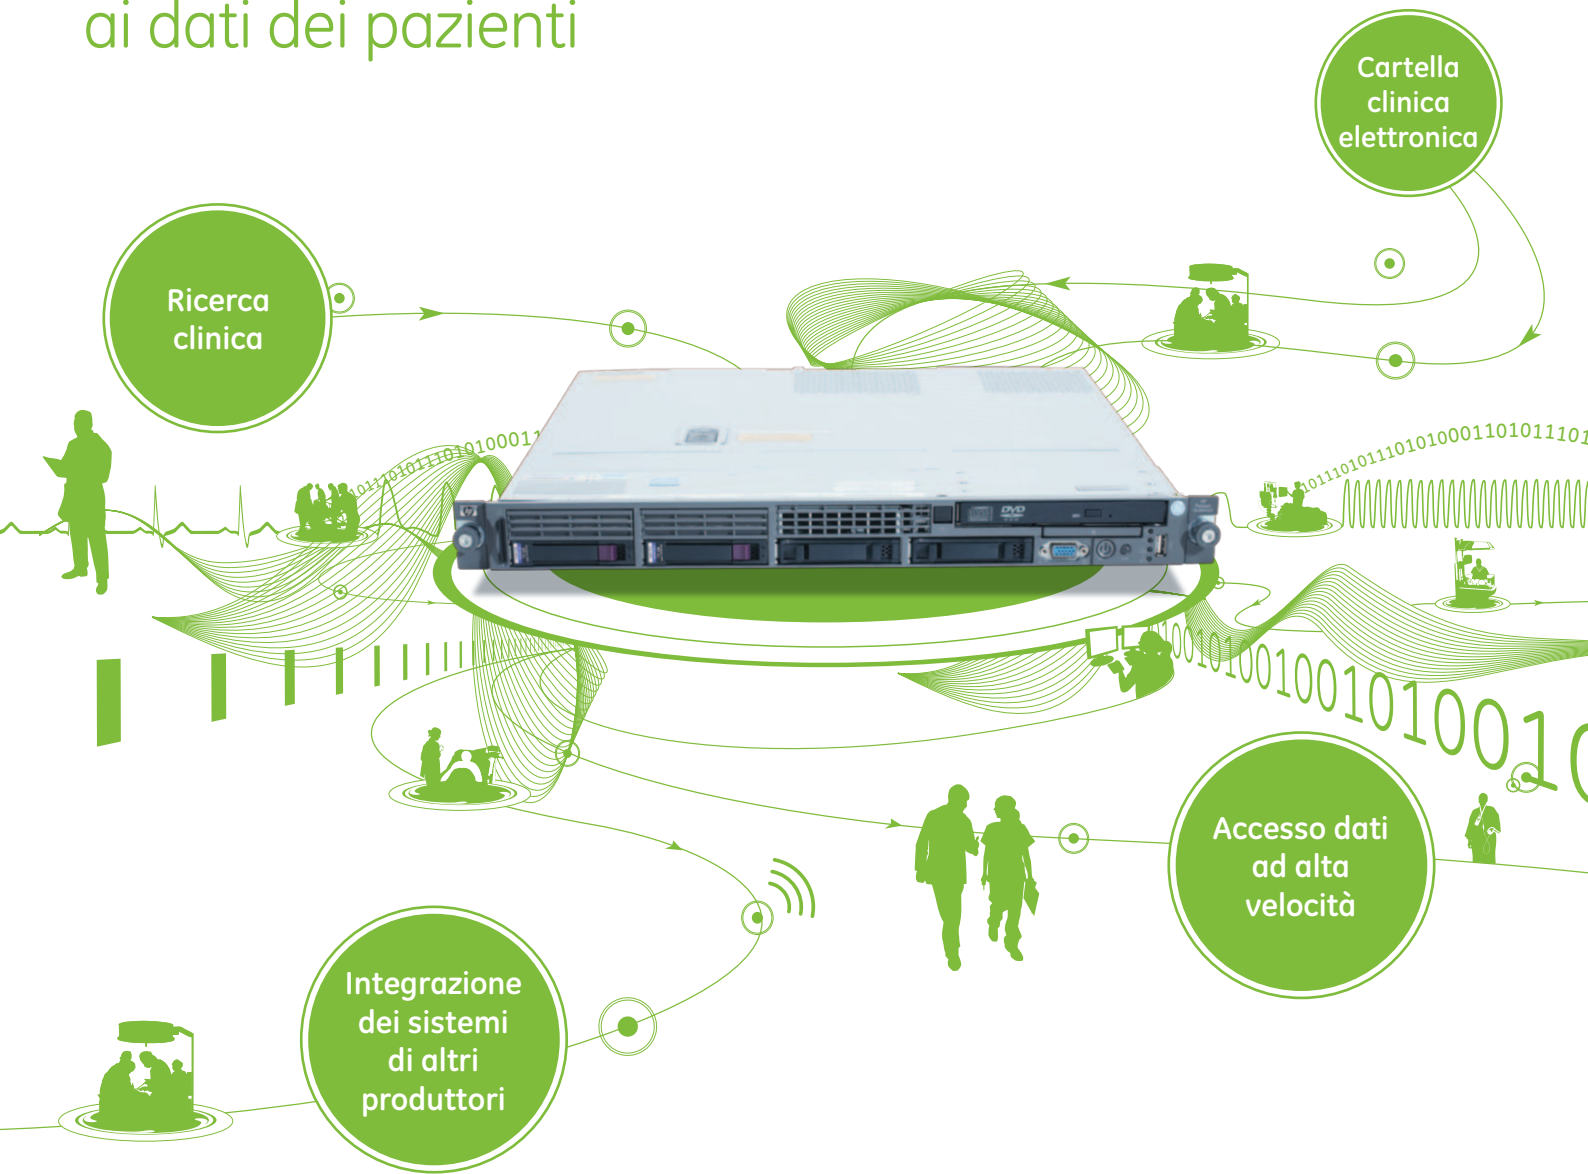 ai dati dei pazienti
Cartella
clinica
elettronica
Ricerca
clinica
hp
DVD
Accesso dati
ad alta
velocità
Integrazione
dei sistemi
di altri
produttori